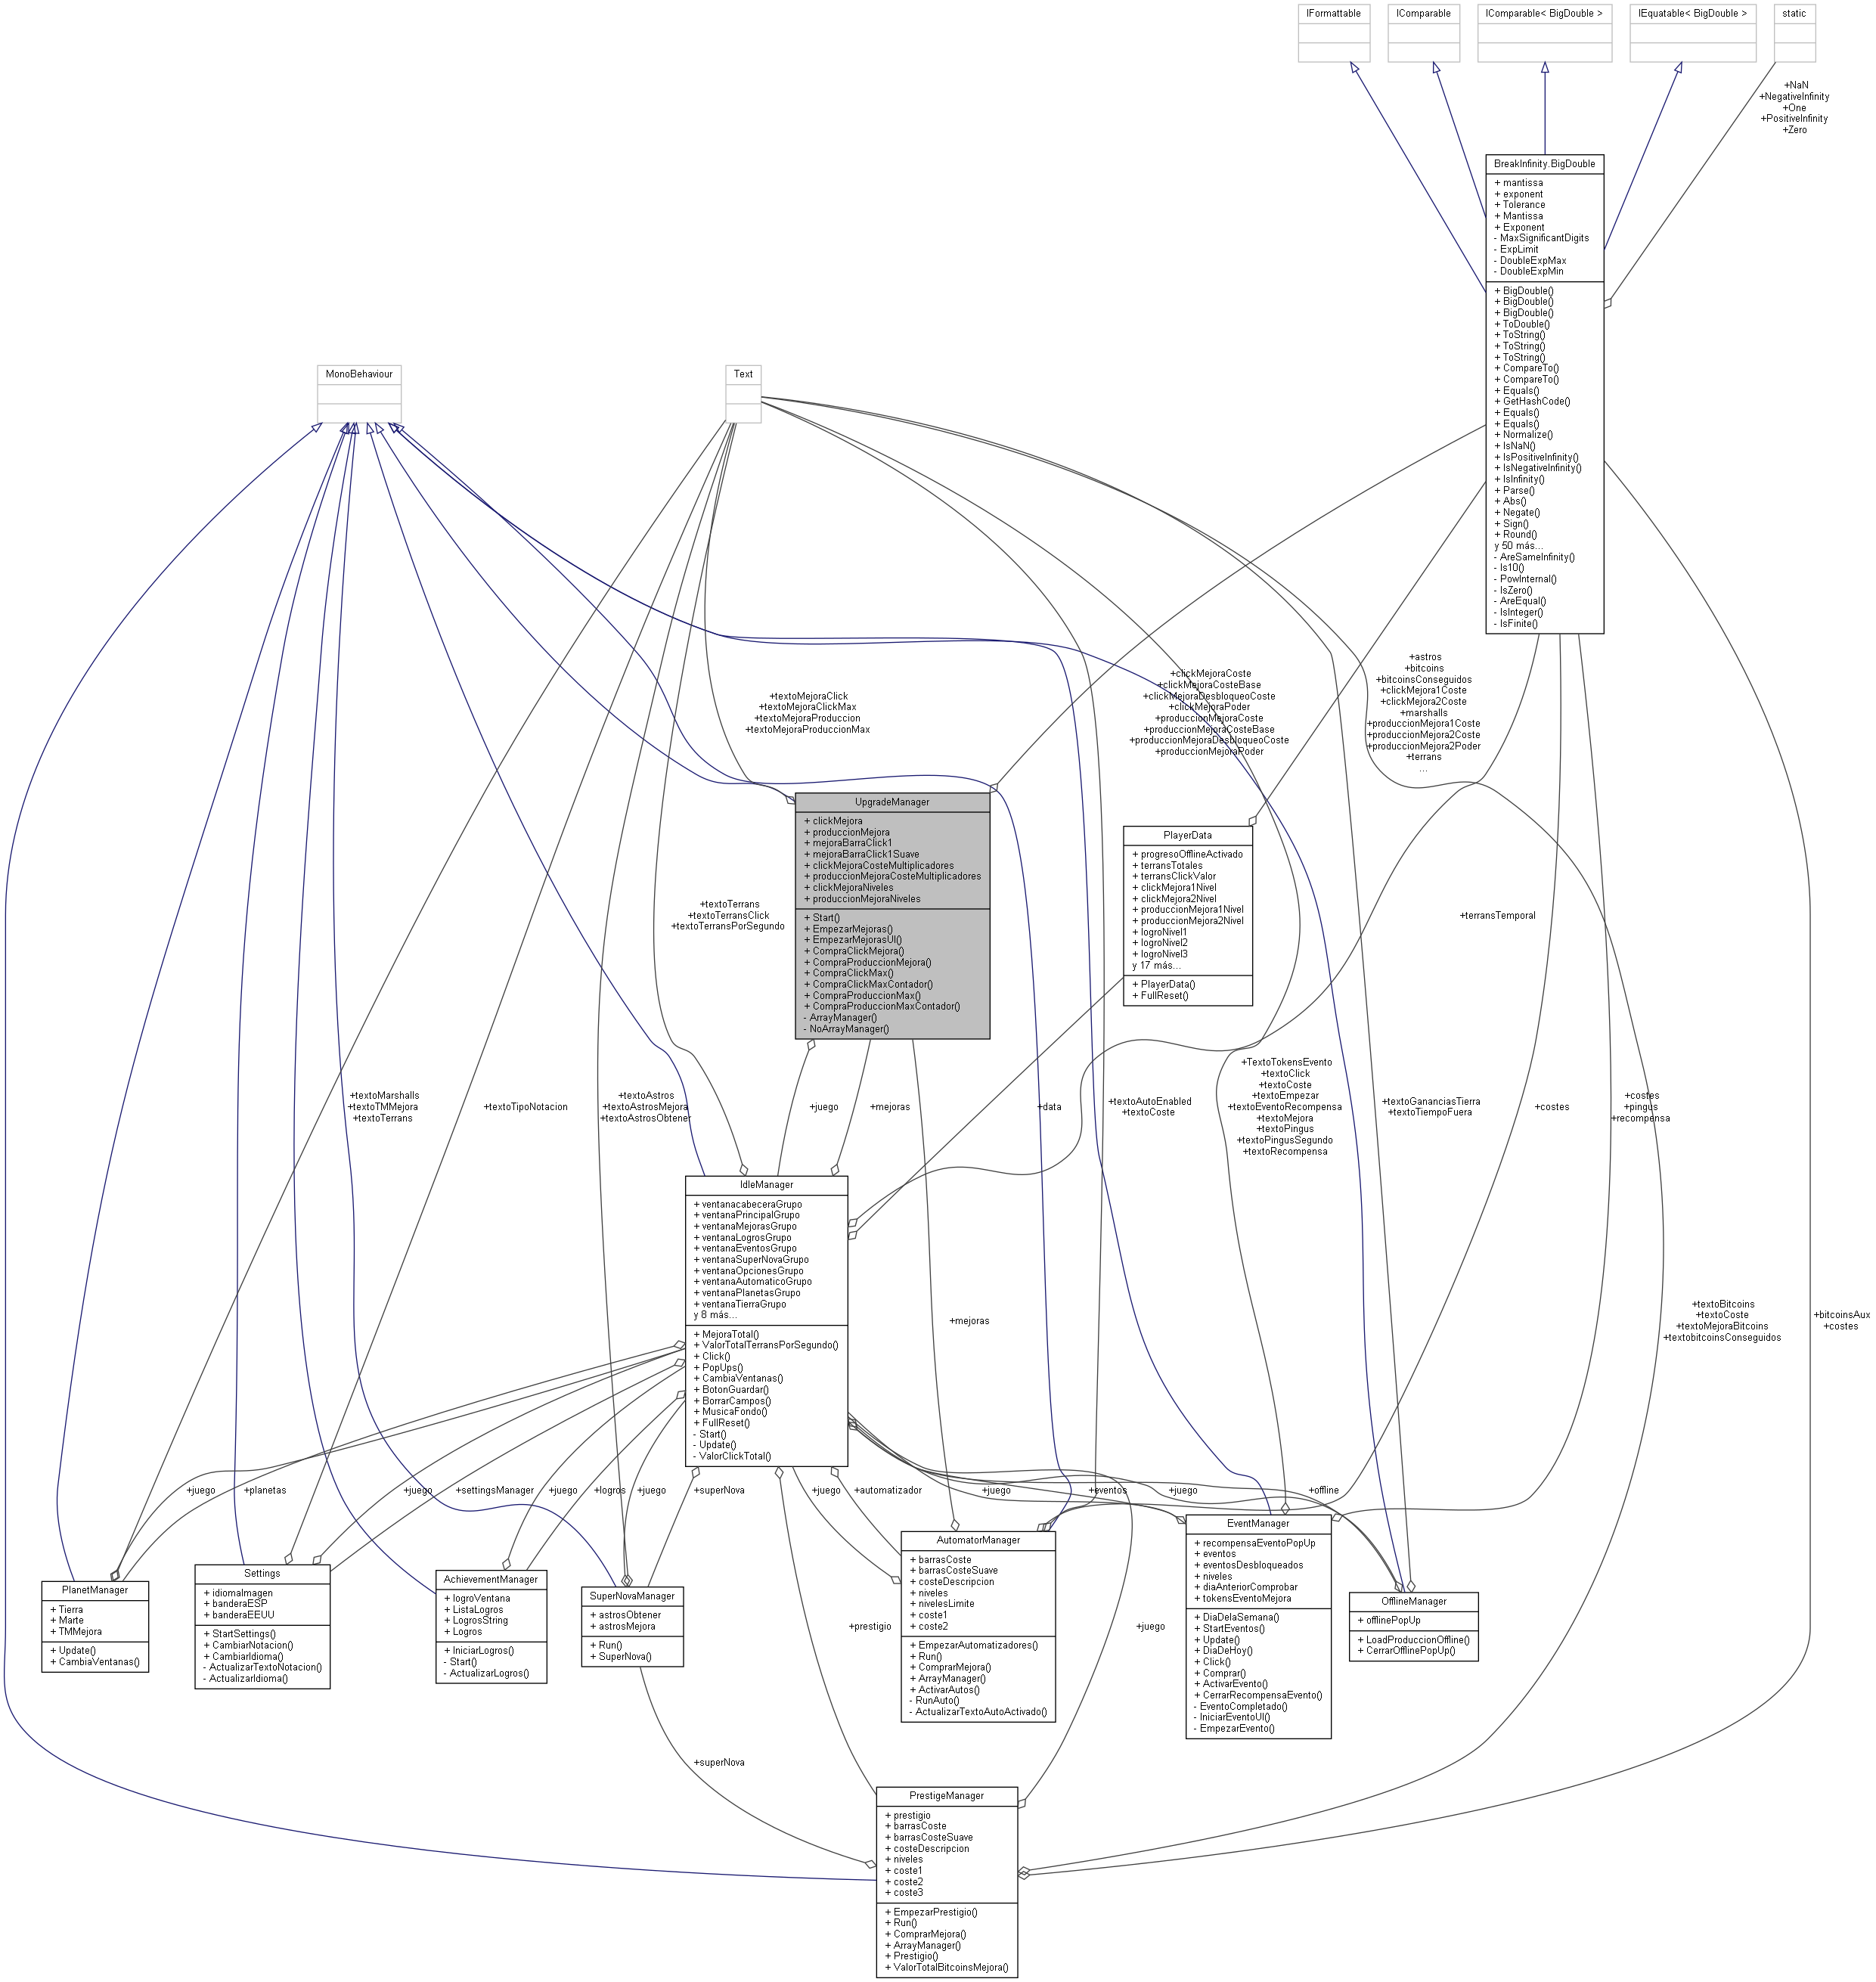 IFormattable
IComparable
IComparable< BigDouble >
IEquatable< BigDouble >
static
+NaN
+NegativeInfinity
+One
+PositiveInfinity
+Zero
BreakInfinity.BigDouble
+ mantissa
+ exponent
+ Tolerance
+ Mantissa
+ Exponent
- MaxSignificantDigits
- ExpLimit
- DoubleExpMax
- DoubleExpMin
+ BigDouble()
+ BigDouble()
+ BigDouble()
+ ToDouble()
+ ToString()
+ ToString()
+ ToString()
+ CompareTo()
+ CompareTo()
+ Equals()
+ GetHashCode()
+ Equals()
+ Equals()
+ Normalize()
+ IsNaN()
+ IsPositiveInfinity()
+ IsNegativeInfinity()
+ IsInfinity()
+ Parse()
+ Abs()
+ Negate()
+ Sign()
+ Round()
y 50 más...
- AreSameInfinity()
- Is10()
- PowInternal()
- IsZero()
- AreEqual()
- IsInteger()
- IsFinite()
MonoBehaviour
Text
+textoMejoraClick
+textoMejoraClickMax
+textoMejoraProduccion
+textoMejoraProduccionMax
+clickMejoraCoste
+clickMejoraCosteBase
+clickMejoraDesbloqueoCoste
+clickMejoraPoder
+produccionMejoraCoste
+produccionMejoraCosteBase
+produccionMejoraDesbloqueoCoste
+produccionMejoraPoder
+astros
+bitcoins
+bitcoinsConseguidos
+clickMejora1Coste
+clickMejora2Coste
+marshalls
+produccionMejora1Coste
+produccionMejora2Coste
+produccionMejora2Poder
+terrans
...
UpgradeManager
+ clickMejora
+ produccionMejora
+ mejoraBarraClick1
+ mejoraBarraClick1Suave
+ clickMejoraCosteMultiplicadores
+ produccionMejoraCosteMultiplicadores
+ clickMejoraNiveles
+ produccionMejoraNiveles
+ Start()
+ EmpezarMejoras()
+ EmpezarMejorasUI()
+ CompraClickMejora()
+ CompraProduccionMejora()
+ CompraClickMax()
+ CompraClickMaxContador()
+ CompraProduccionMax()
+ CompraProduccionMaxContador()
- ArrayManager()
- NoArrayManager()
PlayerData
+ progresoOfflineActivado
+ terransTotales
+ terransClickValor
+ clickMejora1Nivel
+ clickMejora2Nivel
+ produccionMejora1Nivel
+ produccionMejora2Nivel
+ logroNivel1
+ logroNivel2
+ logroNivel3
y 17 más...
+ PlayerData()
+ FullReset()
+textoTerrans
+textoTerransClick
+textoTerransPorSegundo
+terransTemporal
+textoMarshalls
+textoTMMejora
+textoTerrans
+textoTipoNotacion
+textoAstros
+textoAstrosMejora
+textoAstrosObtener
+juego
+mejoras
+data
+textoAutoEnabled
+textoCoste
+TextoTokensEvento
+textoClick
+textoCoste
+textoEmpezar
+textoEventoRecompensa
+textoMejora
+textoPingus
+textoPingusSegundo
+textoRecompensa
+textoGananciasTierra
+textoTiempoFuera
+costes
+costes
+pingus
+recompensa
IdleManager
+ ventanacabeceraGrupo
+ ventanaPrincipalGrupo
+ ventanaMejorasGrupo
+ ventanaLogrosGrupo
+ ventanaEventosGrupo
+ ventanaSuperNovaGrupo
+ ventanaOpcionesGrupo
+ ventanaAutomaticoGrupo
+ ventanaPlanetasGrupo
+ ventanaTierraGrupo
y 8 más...
+ MejoraTotal()
+ ValorTotalTerransPorSegundo()
+ Click()
+ PopUps()
+ CambiaVentanas()
+ BotonGuardar()
+ BorrarCampos()
+ MusicaFondo()
+ FullReset()
- Start()
- Update()
- ValorClickTotal()
+mejoras
+textoBitcoins
+textoCoste
+textoMejoraBitcoins
+textobitcoinsConseguidos
+bitcoinsAux
+costes
+juego
+planetas
+juego
+settingsManager
+juego
+logros
+juego
+superNova
+juego
+automatizador
+juego
+eventos
+juego
+offline
PlanetManager
+ Tierra
+ Marte
+ TMMejora
+ Update()
+ CambiaVentanas()
Settings
+ idiomaImagen
+ banderaESP
+ banderaEEUU
+ StartSettings()
+ CambiarNotacion()
+ CambiarIdioma()
- ActualizarTextoNotacion()
- ActualizarIdioma()
AchievementManager
+ logroVentana
+ ListaLogros
+ LogrosString
+ Logros
+ IniciarLogros()
- Start()
- ActualizarLogros()
SuperNovaManager
+ astrosObtener
+ astrosMejora
+ Run()
+ SuperNova()
AutomatorManager
+ barrasCoste
+ barrasCosteSuave
+ costeDescripcion
+ niveles
+ nivelesLimite
+ coste1
+ coste2
+ EmpezarAutomatizadores()
+ Run()
+ ComprarMejora()
+ ArrayManager()
+ ActivarAutos()
- RunAuto()
- ActualizarTextoAutoActivado()
EventManager
+ recompensaEventoPopUp
+ eventos
+ eventosDesbloqueados
+ niveles
+ diaAnteriorComprobar
+ tokensEventoMejora
+ DiaDelaSemana()
+ StartEventos()
+ Update()
+ DiaDeHoy()
+ Click()
+ Comprar()
+ ActivarEvento()
+ CerrarRecompensaEvento()
- EventoCompletado()
- IniciarEventoUI()
- EmpezarEvento()
OfflineManager
+ offlinePopUp
+ LoadProduccionOffline()
+ CerrarOfflinePopUp()
+prestigio
+juego
+superNova
PrestigeManager
+ prestigio
+ barrasCoste
+ barrasCosteSuave
+ costeDescripcion
+ niveles
+ coste1
+ coste2
+ coste3
+ EmpezarPrestigio()
+ Run()
+ ComprarMejora()
+ ArrayManager()
+ Prestigio()
+ ValorTotalBitcoinsMejora()